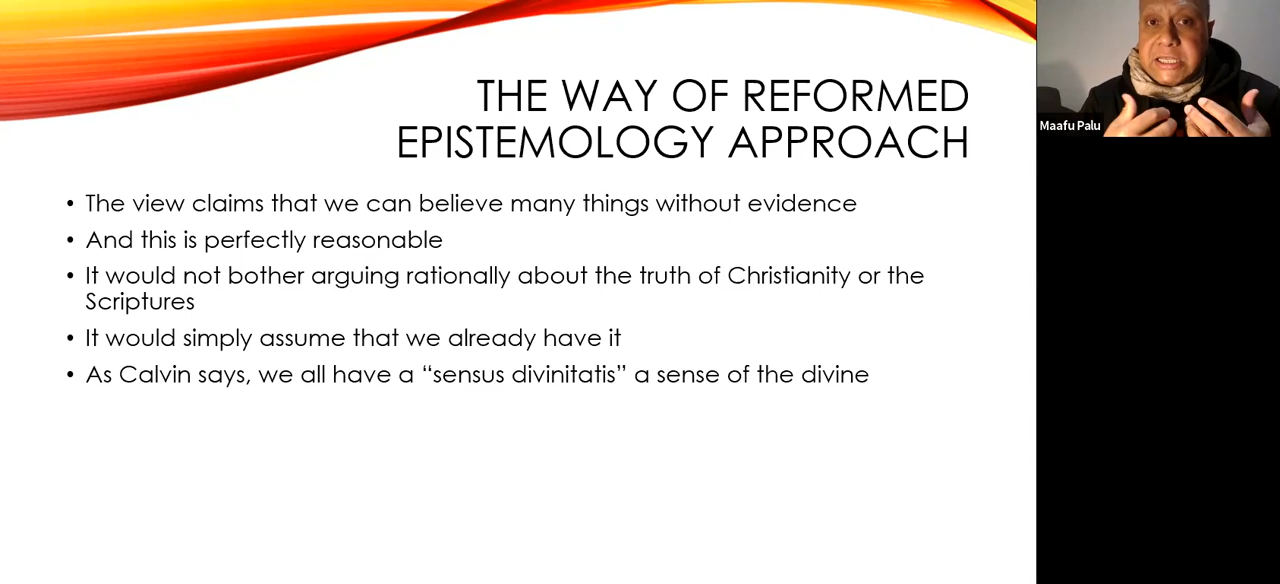 THE WAY OF REFORMED
EPISTEMOLOGY APPROACH
• The view claims that we can believe many things without evidence
• And this is perfectly reasonable
• It would not bother arguing rationally about the truth of Christianity or the
Scriptures
• It would simply assume that we already have it
• As Calvin says, we all have a “sensus divinitatis” a sense of the divine
Maafu Palu